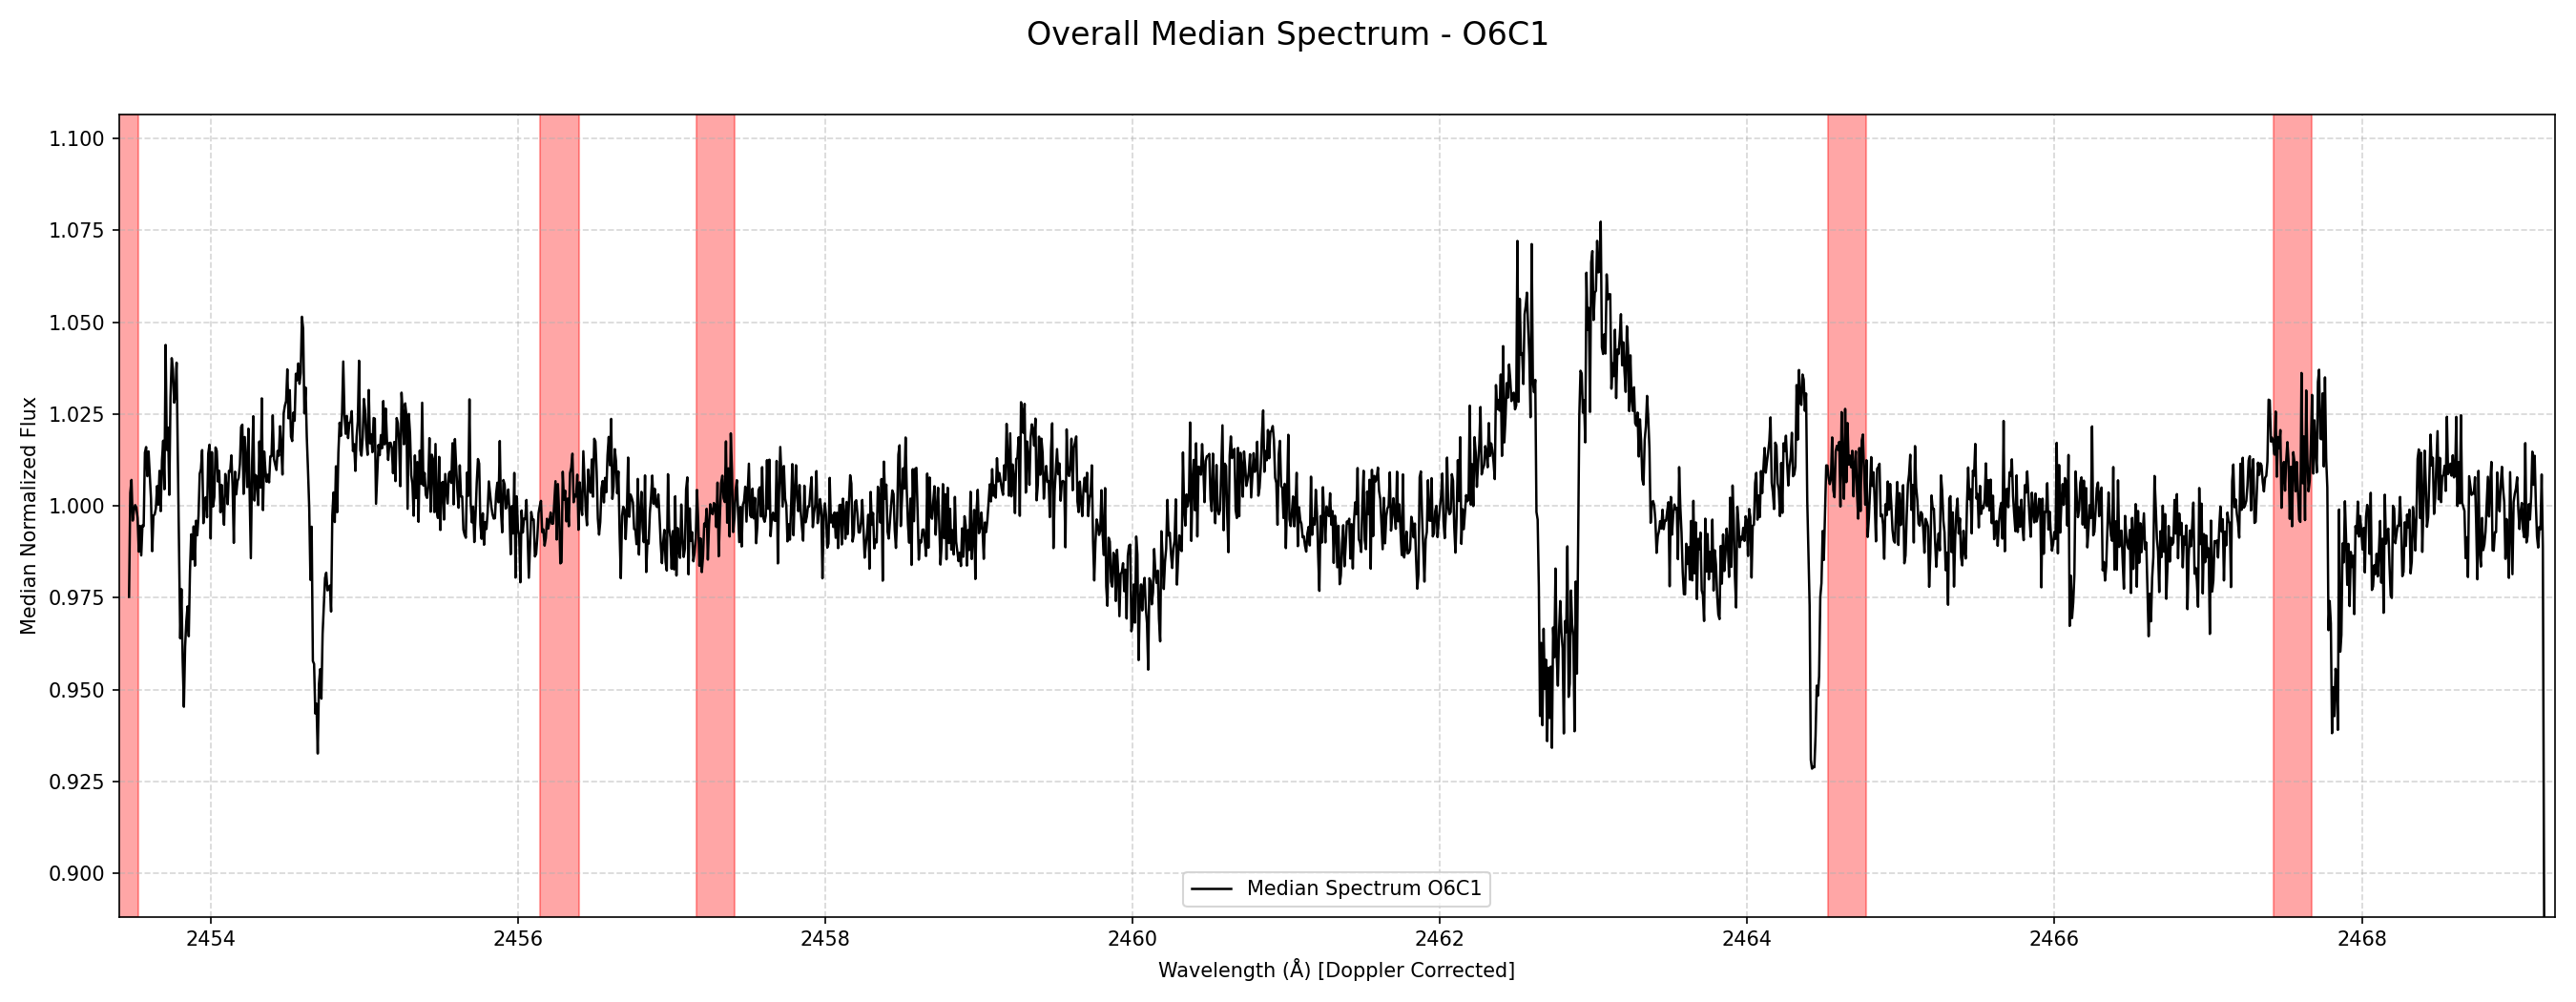 Overall Median Spectrum - O6C1
1.100
1.075
1.050
1.025
1.000
0.975
0.950
0.925
0.900
Median Normalized Flux
Median Spectrum O6C1
2454 2456 2458 2460 2462 2464 2466 2468
Wavelength (Å) [Doppler Corrected]